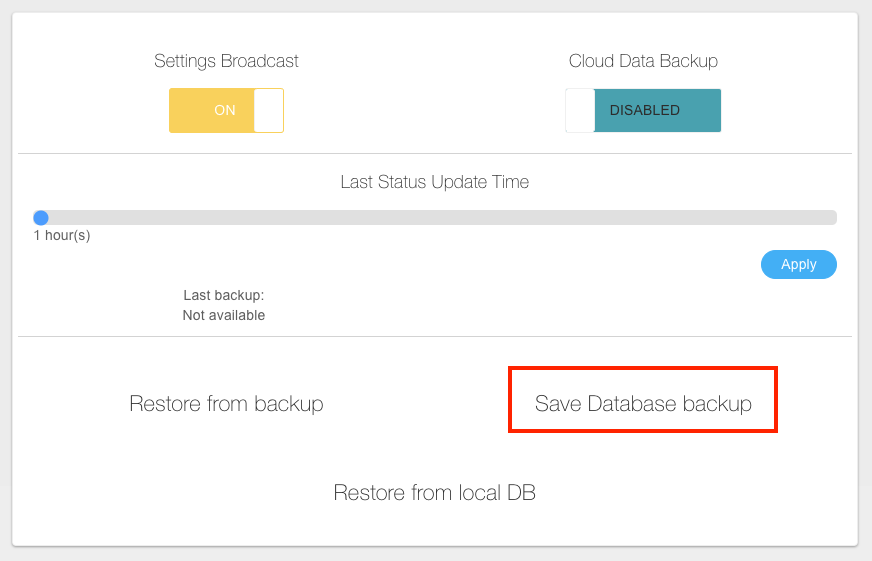 Settings Broadcast
Cloud Data Backup
ON
DISABLED
Last Status Update Time
1 hour(s)
Apply
Last backup:
Not available
Restore from backup
Save Database backup
Restore from local DB